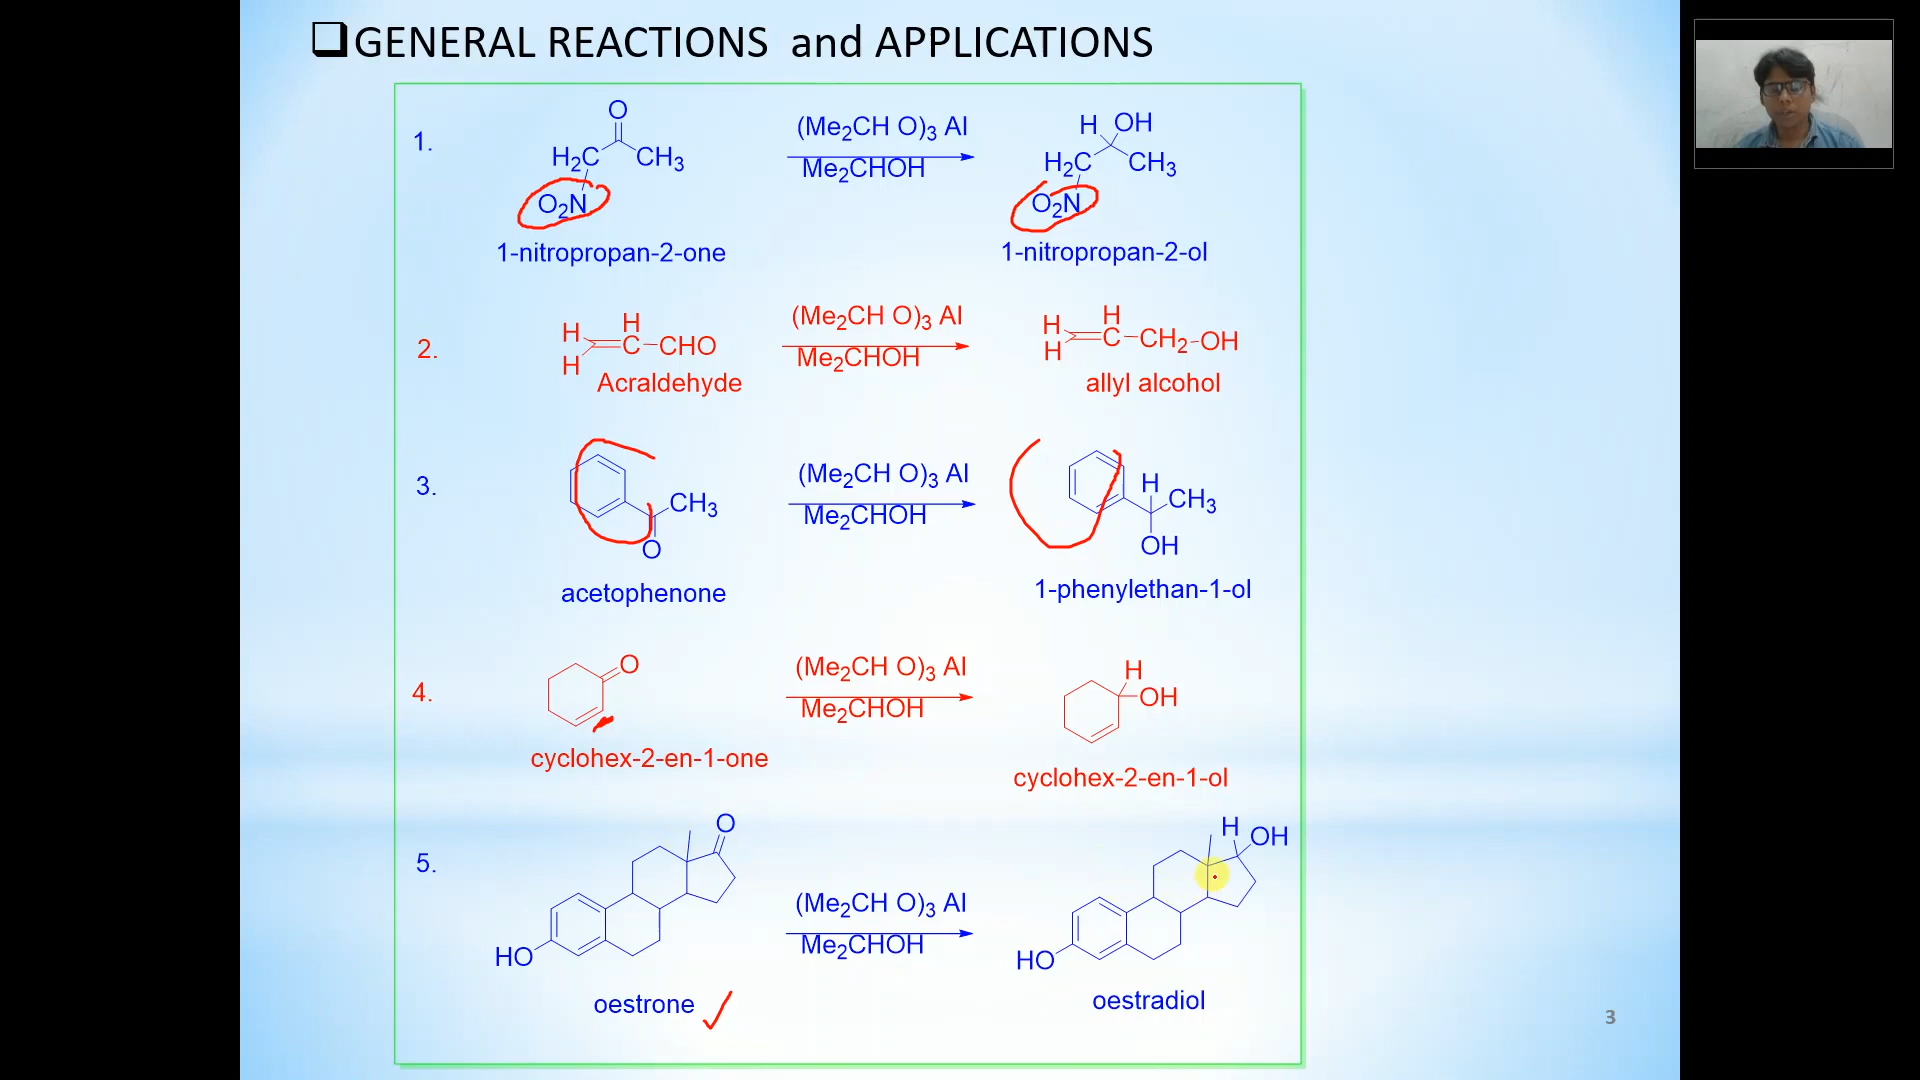 ❑GENERAL REACTIONS and APPLICATIONS
1.
O
H₂C CH₃
O₂N
1-nitropropan-2-one
(Me₂CH O)₃ Al
Me₂CHOH
H OH
H₂C CH₃
O₂N
1-nitropropan-2-ol
2.
H H
C-CHO
H
Acraldehyde
(Me₂CH O)₃ Al
Me₂CHOH
H H
C-CH₂-OH
H
allyl alcohol
3.
CH₃
O
acetophenone
(Me₂CH O)₃ Al
Me₂CHOH
H
CH₃
OH
1-phenylethan-1-ol
4.
O
cyclohex-2-en-1-one
(Me₂CH O)₃ Al
Me₂CHOH
H
OH
cyclohex-2-en-1-ol
5.
O
HO
oestrone
(Me₂CH O)₃ Al
Me₂CHOH
H OH
HO
oestradiol
3